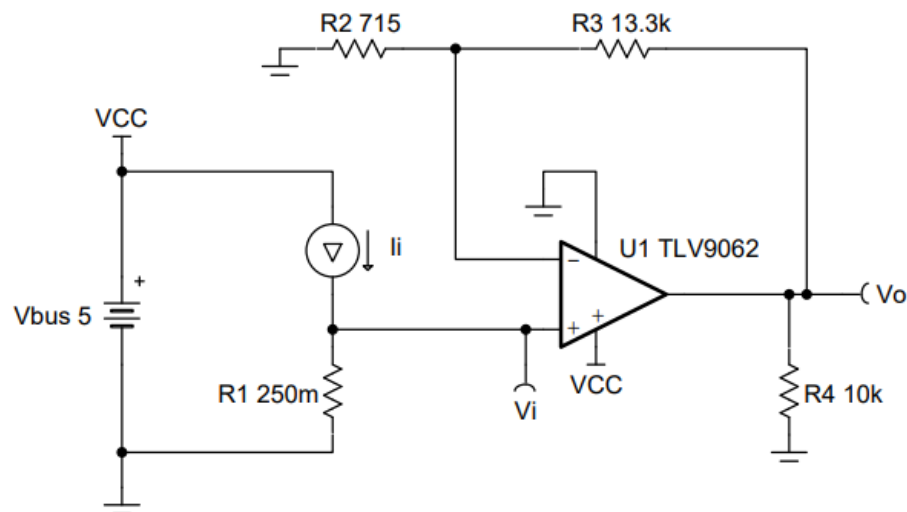 R2 715
R3 13.3k
VCC
Ii
U1 TLV9062
Vbus 5
+
−
+
+
Vo
R1 250m
Vi
VCC
R4 10k